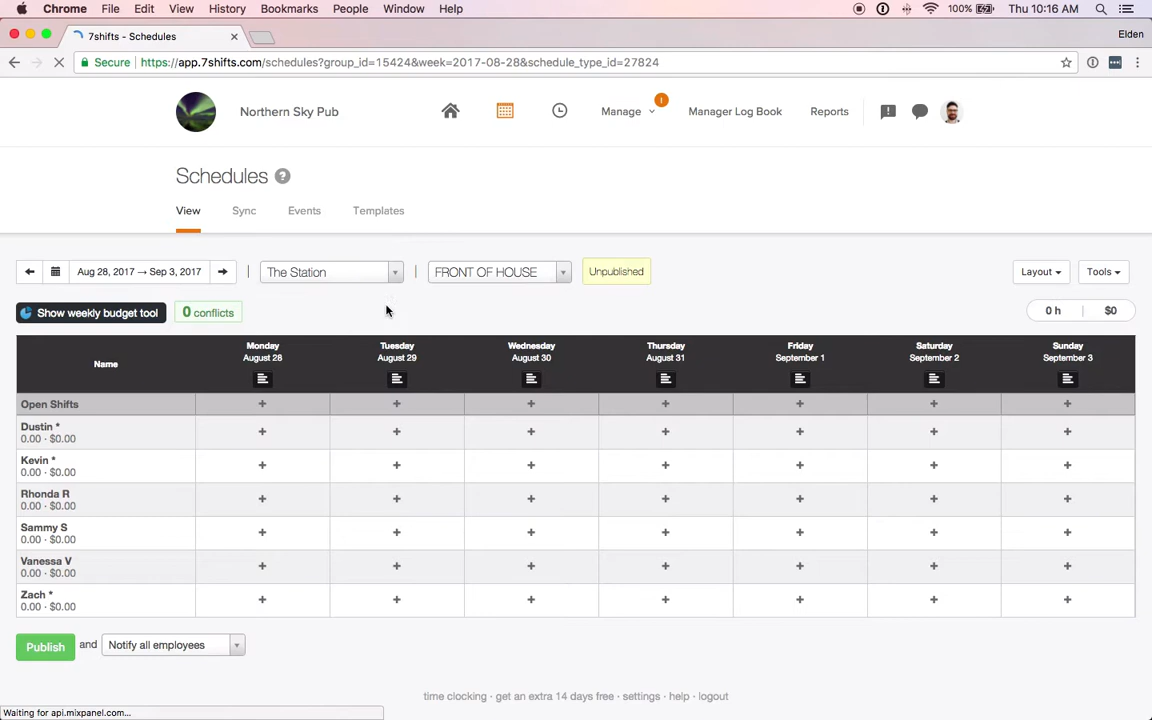 Chrome File Edit View History Bookmarks People Window Help 100% Thu 10:16 AM
7shifts - Schedules Elden
Secure https://app.7shifts.com/schedules?group_id=15424&week=2017-08-28&schedule_type_id=27824
Northern Sky Pub Manage 1 Manager Log Book Reports
Schedules ?
View Sync Events Templates
Aug 28, 2017 → Sep 3, 2017 | The Station | FRONT OF HOUSE Unpublished Layout Tools
Show weekly budget tool 0 conflicts 0 h $0
Name
Monday Tuesday Wednesday Thursday Friday Saturday Sunday
August 28 August 29 August 30 August 31 September 1 September 2 September 3
Open Shifts + + + + + + +
Dustin *
0.00 · $0.00 + + + + + + +
Kevin *
0.00 · $0.00 + + + + + + +
Rhonda R
0.00 · $0.00 + + + + + + +
Sammy S
0.00 · $0.00 + + + + + + +
Vanessa V
0.00 · $0.00 + + + + + + +
Zach *
0.00 · $0.00 + + + + + + +
Publish and Notify all employees
time clocking · get an extra 14 days free · settings · help · logout
Waiting for api.mixpanel.com...